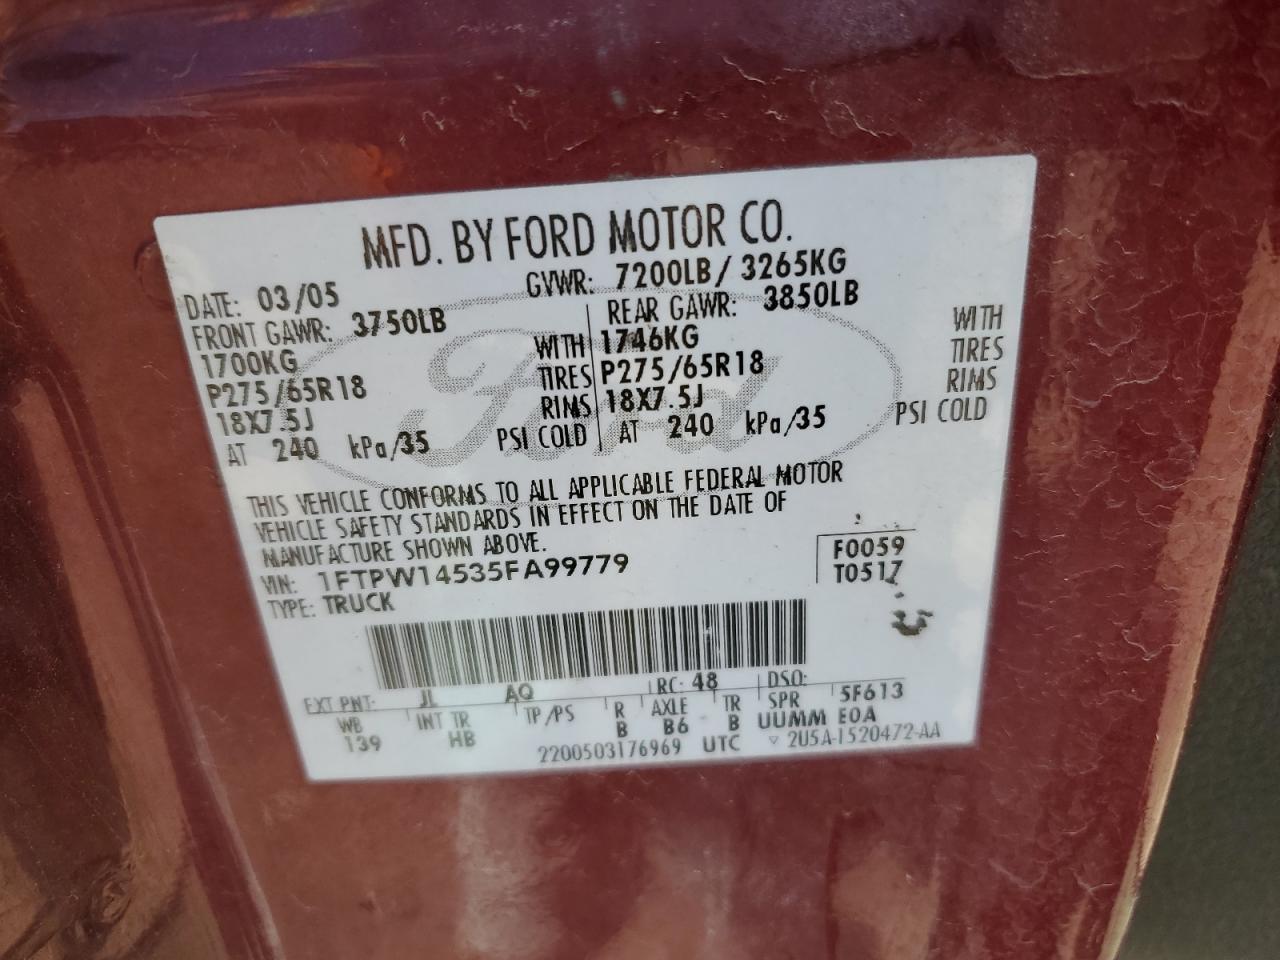 MFD. BY FORD MOTOR CO.
DATE: 03/05 GVWR: 7200LB/ 3265KG
FRONT GAWR: 3750LB REAR GAWR: 3850LB
1700KG WITH 1746KG WITH
P275/65R18 TIRES P275/65R18 TIRES
18X7.5J RIMS 18X7.5J RIMS
AT 240 kPa/35 PSI COLD AT 240 kPa/35 PSI COLD
Ford
THIS VEHICLE CONFORMS TO ALL APPLICABLE FEDERAL MOTOR
VEHICLE SAFETY STANDARDS IN EFFECT ON THE DATE OF
MANUFACTURE SHOWN ABOVE.
VIN: 1FTPW14535FA99779 F0059
TYPE: TRUCK T0517
EXT PNT: JL AQ RC: 48 DSO:
WB INT TR TP/PS R AXLE TR SPR 5F613
139 HB B B6 B UUMM E0A
2200503176969 UTC ▽ 2U5A-1520472-AA